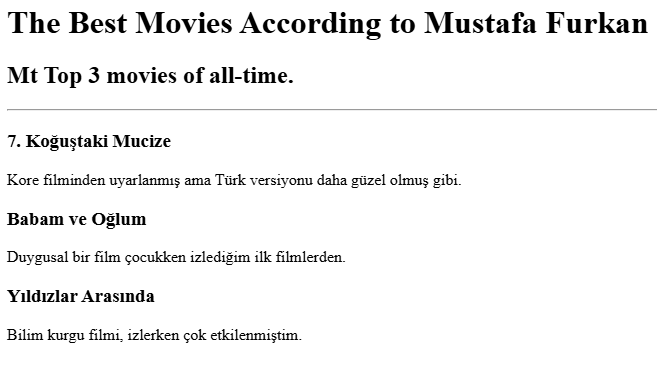 The Best Movies According to Mustafa Furkan
Mt Top 3 movies of all-time.
7. Koğuştaki Mucize
Kore filminden uyarlanmış ama Türk versiyonu daha güzel olmuş gibi.
Babam ve Oğlum
Duygusal bir film çocukken izlediğim ilk filmlerden.
Yıldızlar Arasında
Bilim kurgu filmi, izlerken çok etkilenmiştim.